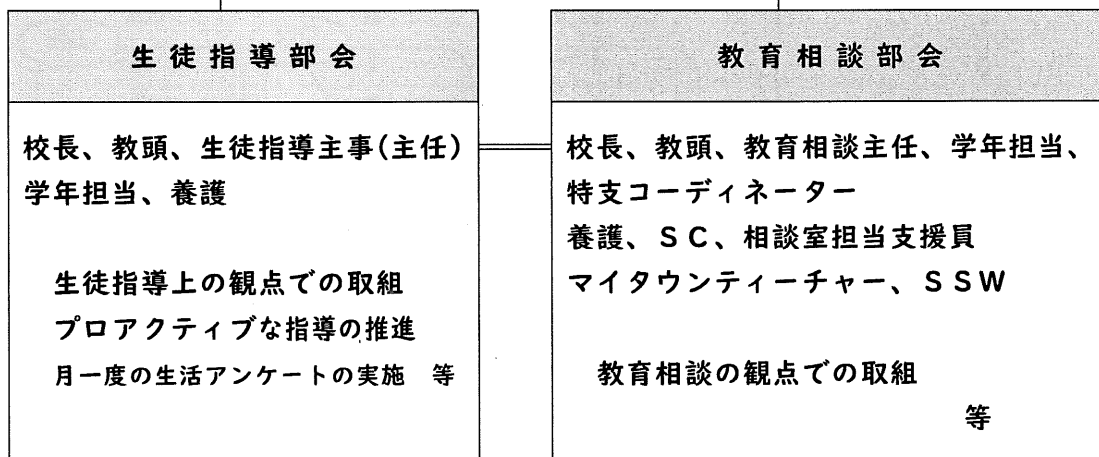 生徒指導部会
校長、教頭、生徒指導主事(主任)
学年担当、養護
生徒指導上の観点での取組
プロアクティブな指導の推進
月一度の生活アンケートの実施　等
教育相談部会
校長、教頭、教育相談主任、学年担当、
特支コーディネーター
養護、ＳＣ、相談室担当支援員
マイタウンティーチャー、ＳＳＷ
教育相談の観点での取組
等